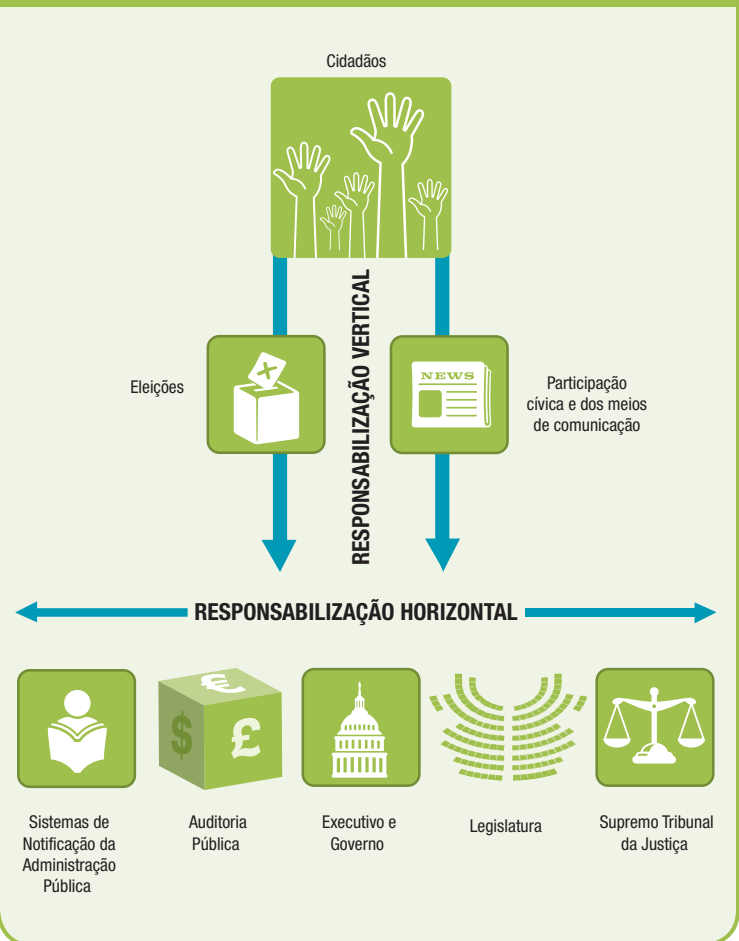 Cidadãos
Eleições
RESPONSABILIZAÇÃO VERTICAL
NEWS
Participação
cívica e dos meios
de comunicação
RESPONSABILIZAÇÃO HORIZONTAL
€
$
£
Sistemas de
Notificação da
Administração
Pública
Auditoria
Pública
Executivo e
Governo
Legislatura
Supremo Tribunal
da Justiça